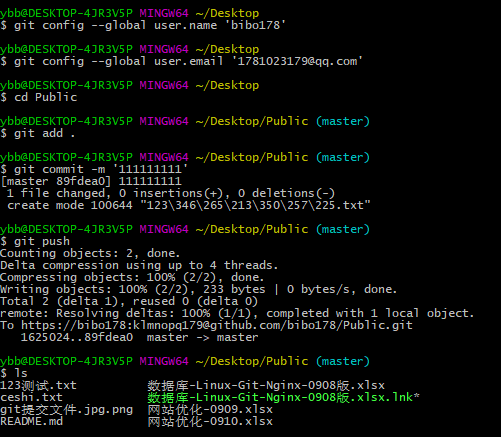 ybb@DESKTOP-4JR3V5P MINGW64 ~/Desktop
$ git config --global user.name 'bibo178'
ybb@DESKTOP-4JR3V5P MINGW64 ~/Desktop
$ git config --global user.email '1781023179@qq.com'
ybb@DESKTOP-4JR3V5P MINGW64 ~/Desktop
$ cd Public
ybb@DESKTOP-4JR3V5P MINGW64 ~/Desktop/Public (master)
$ git add .
ybb@DESKTOP-4JR3V5P MINGW64 ~/Desktop/Public (master)
$ git commit -m '111111111'
[master 89fdea0] 111111111
1 file changed, 0 insertions(+), 0 deletions(-)
create mode 100644 "123\346\265\213\350\257\225.txt"
ybb@DESKTOP-4JR3V5P MINGW64 ~/Desktop/Public (master)
$ git push
Counting objects: 2, done.
Delta compression using up to 4 threads.
Compressing objects: 100% (2/2), done.
Writing objects: 100% (2/2), 233 bytes | 0 bytes/s, done.
Total 2 (delta 1), reused 0 (delta 0)
remote: Resolving deltas: 100% (1/1), completed with 1 local object.
To https://bibo178:klmnopq179@github.com/bibo178/Public.git
1625024..89fdea0 master -> master
ybb@DESKTOP-4JR3V5P MINGW64 ~/Desktop/Public (master)
$ ls
123测试.txt 数据库-Linux-Git-Nginx-0908版.xlsx
ceshi.txt 数据库-Linux-Git-Nginx-0908版.xlsx.lnk*
git提交文件.jpg.png 网站优化-0909.xlsx
README.md 网站优化-0910.xlsx